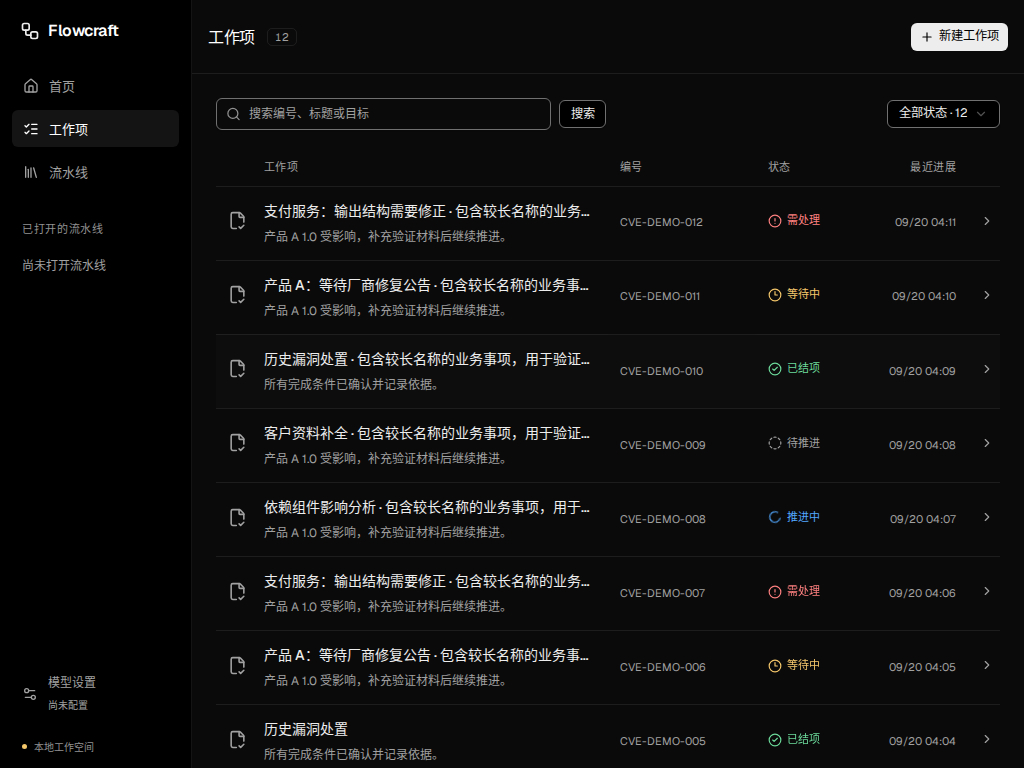 Flowcraft
首页
工作项
流水线
已打开的流水线
尚未打开流水线
模型设置
尚未配置
本地工作空间
工作项 12
新建工作项
搜索编号、标题或目标
搜索
全部状态 · 12
工作项 编号 状态 最近进展
支付服务：输出结构需要修正 · 包含较长名称的业务...
产品 A 1.0 受影响，补充验证材料后继续推进。
CVE-DEMO-012 需处理 09/20 04:11
产品 A：等待厂商修复公告 · 包含较长名称的业务事...
产品 A 1.0 受影响，补充验证材料后继续推进。
CVE-DEMO-011 等待中 09/20 04:10
历史漏洞处置 · 包含较长名称的业务事项，用于验证...
所有完成条件已确认并记录依据。
CVE-DEMO-010 已结项 09/20 04:09
客户资料补全 · 包含较长名称的业务事项，用于验证...
产品 A 1.0 受影响，补充验证材料后继续推进。
CVE-DEMO-009 待推进 09/20 04:08
依赖组件影响分析 · 包含较长名称的业务事项，用于...
产品 A 1.0 受影响，补充验证材料后继续推进。
CVE-DEMO-008 推进中 09/20 04:07
支付服务：输出结构需要修正 · 包含较长名称的业务...
产品 A 1.0 受影响，补充验证材料后继续推进。
CVE-DEMO-007 需处理 09/20 04:06
产品 A：等待厂商修复公告 · 包含较长名称的业务事...
产品 A 1.0 受影响，补充验证材料后继续推进。
CVE-DEMO-006 等待中 09/20 04:05
历史漏洞处置
所有完成条件已确认并记录依据。
CVE-DEMO-005 已结项 09/20 04:04